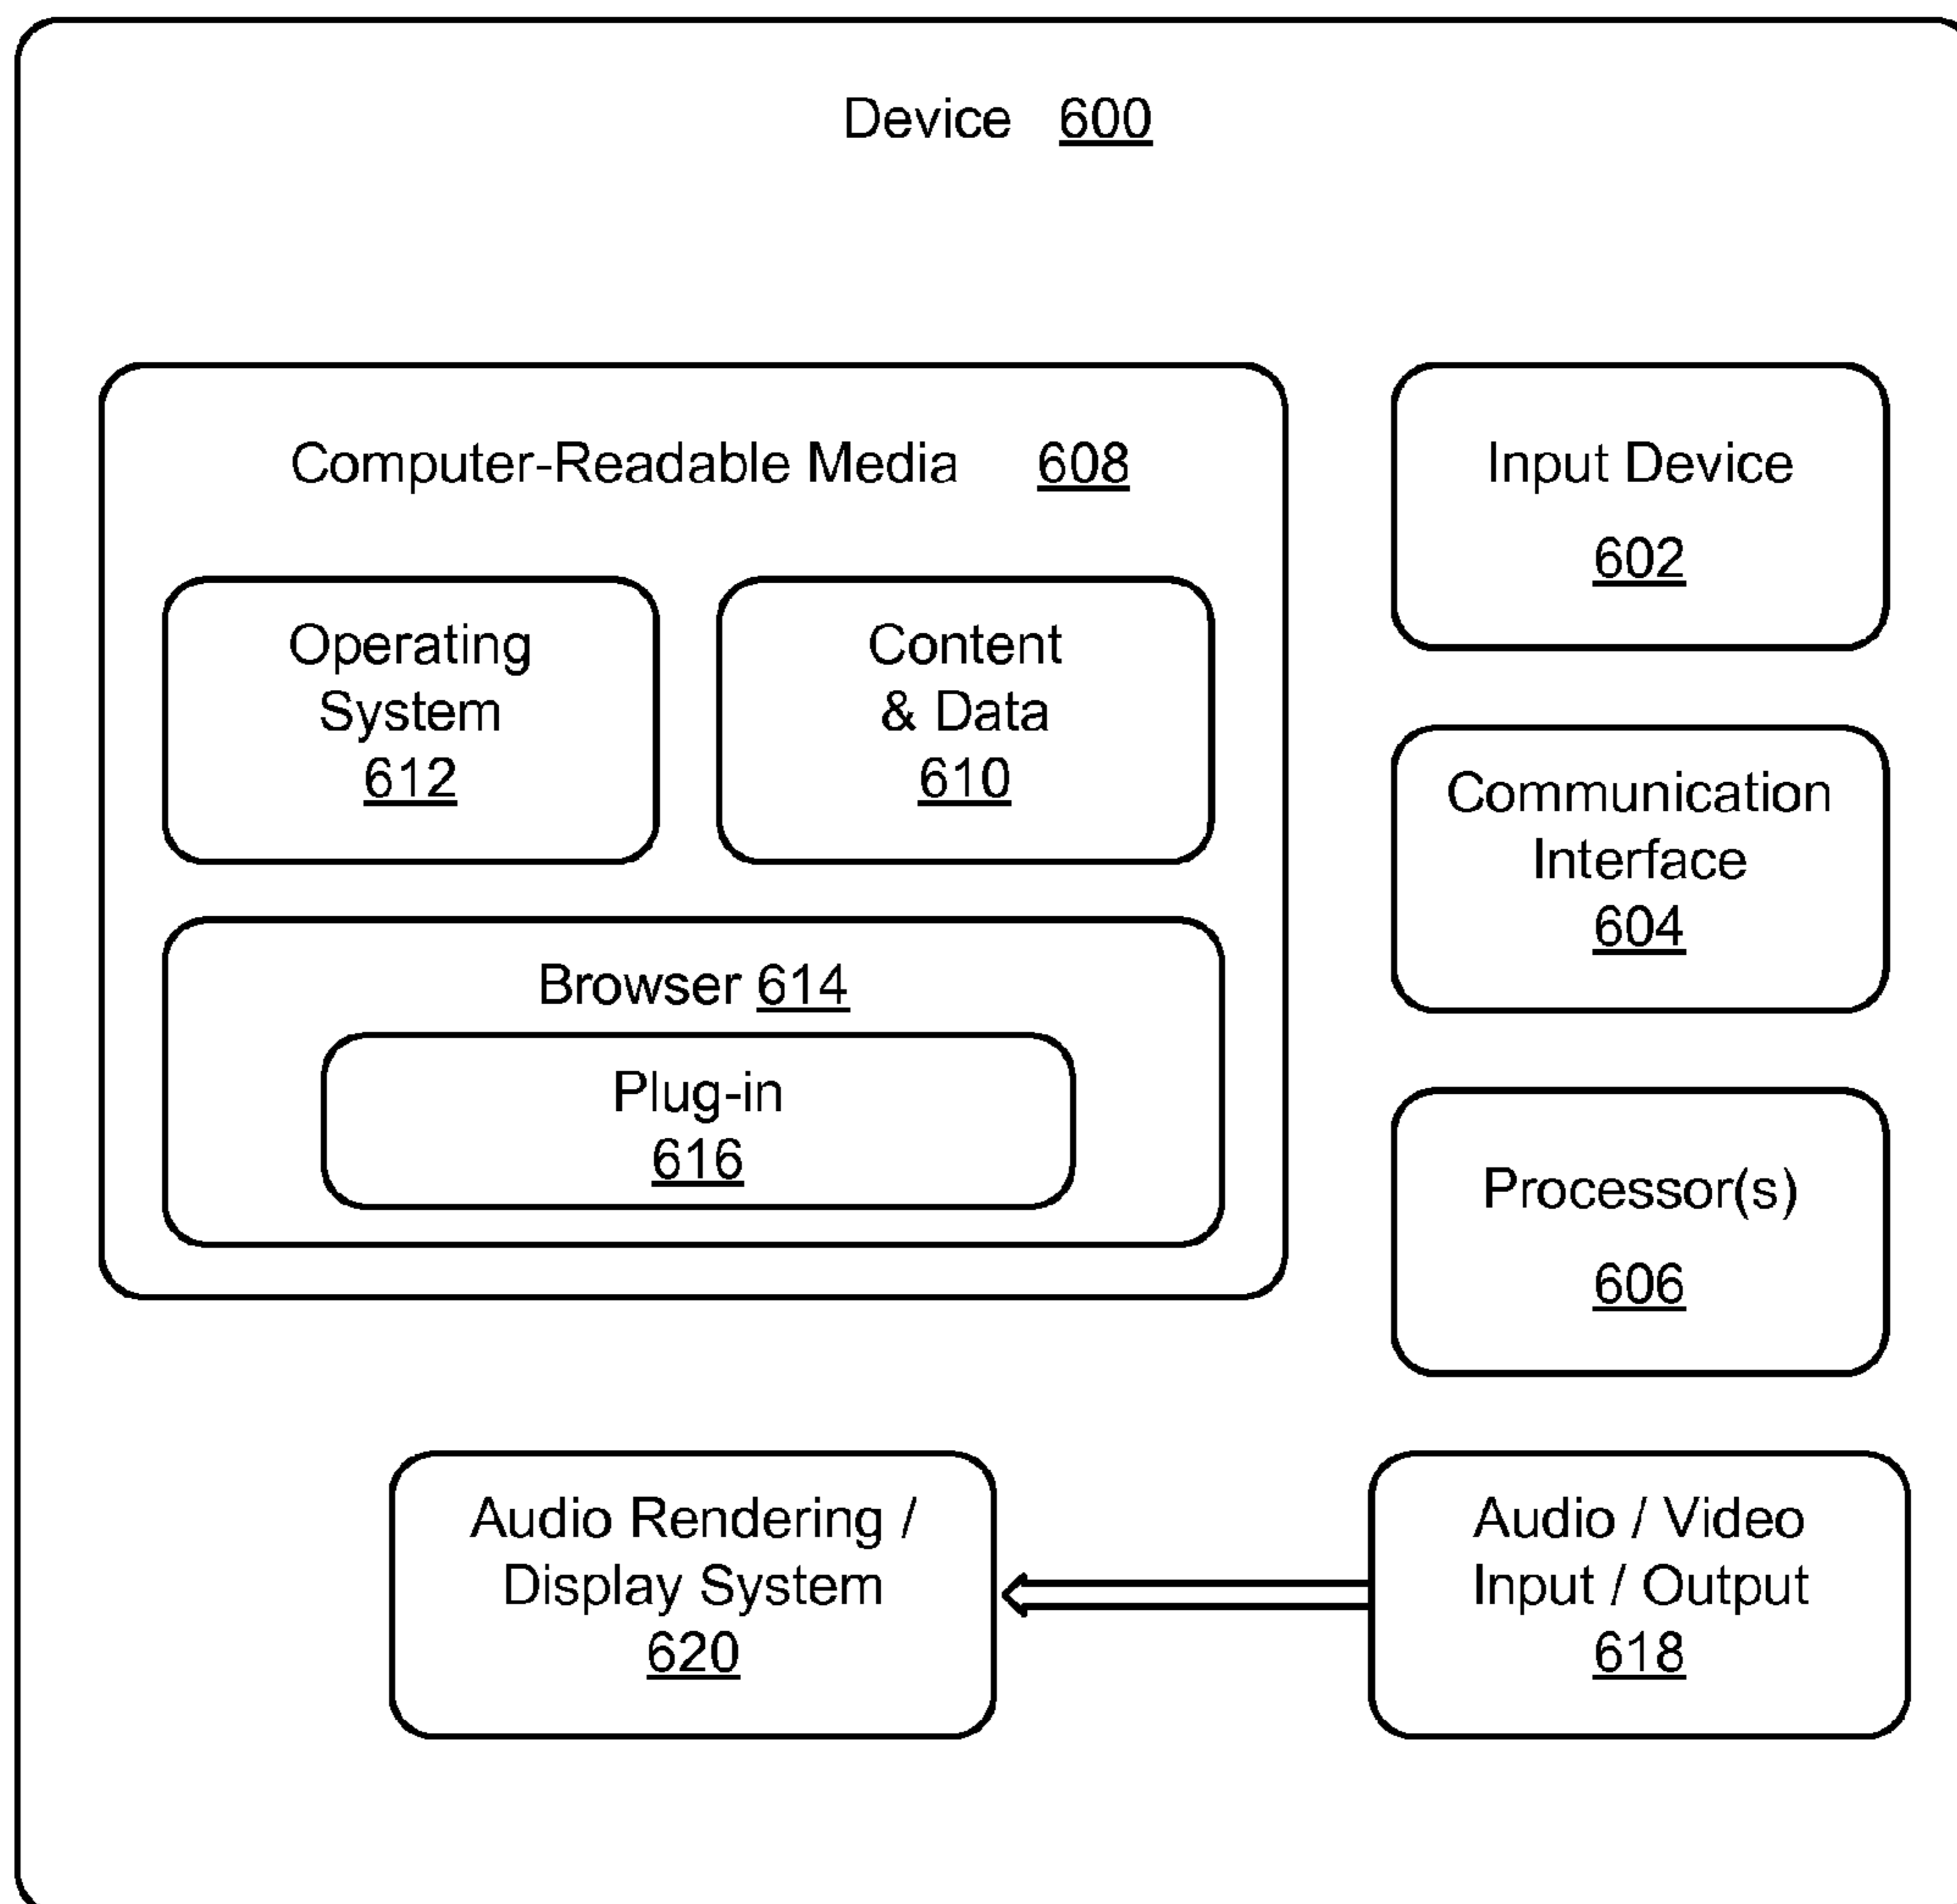 Device 600
Computer-Readable Media 608
Operating
System
612
Content
& Data
610
Browser 614
Plug-in
616
Input Device
602
Communication
Interface
604
Processor(s)
606
Audio Rendering /
Display System
620
Audio / Video
Input / Output
618